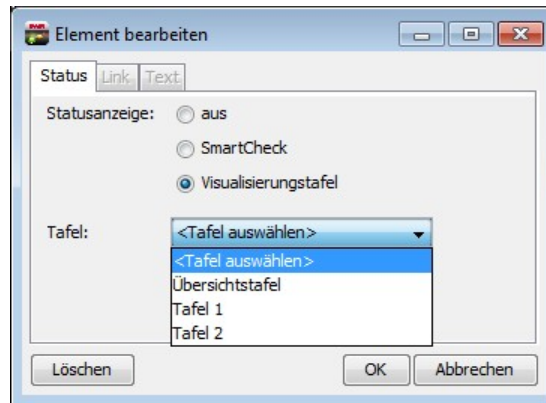 Element bearbeiten
Status Link Text
Statusanzeige: aus
SmartCheck
Visualisierungstafel
Tafel: <Tafel auswählen>
<Tafel auswählen>
Übersichtstafel
Tafel 1
Tafel 2
Löschen OK Abbrechen